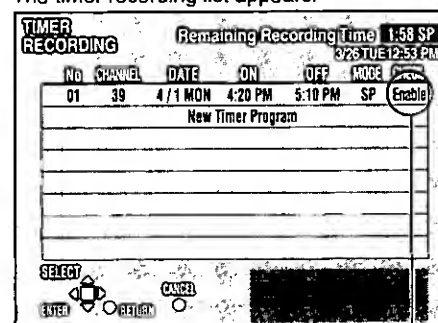 The timer recording list appears.
TIMER
RECORDING
Remaining Recording Time 1:58 SP
3/26 TUE 12:53 PM
No CHANNEL DATE ON OFF MODE
01 39 4/1 MON 4:20 PM 5:10 PM SP Enable
New Timer Program
SELECT
ENTER RETURN CANCEL